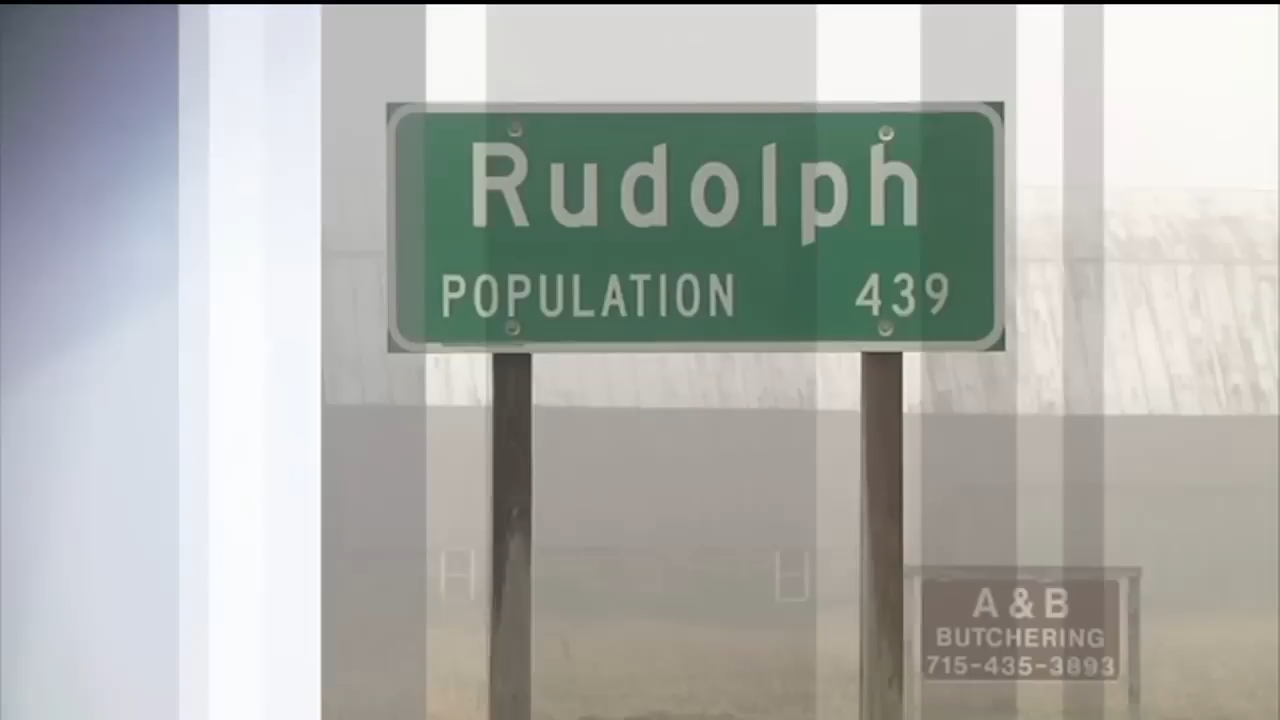 Rudolph
POPULATION 439
A & B
BUTCHERING
715-435-3893